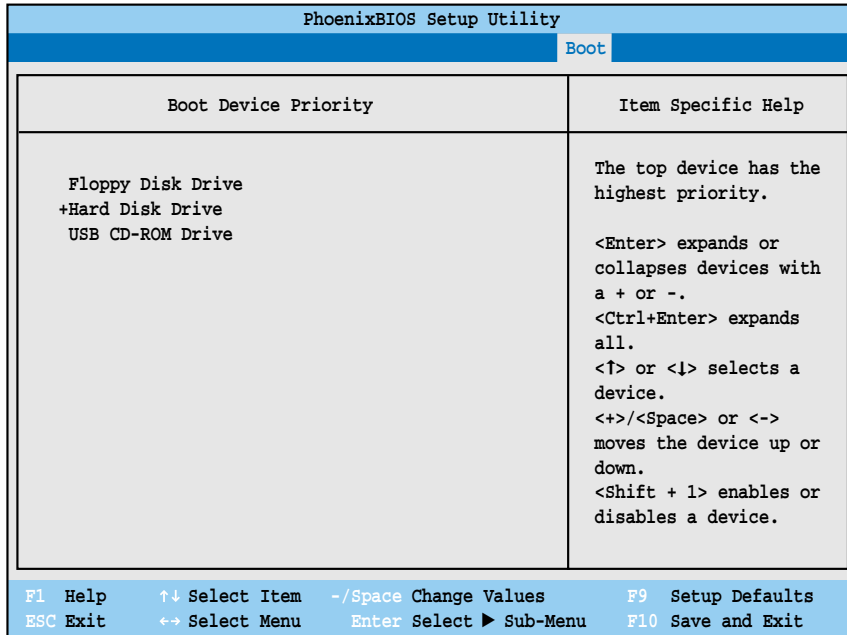 PhoenixBIOS Setup Utility
Boot
Boot Device Priority
Item Specific Help
Floppy Disk Drive
+Hard Disk Drive
USB CD-ROM Drive
The top device has the
highest priority.
<Enter> expands or
collapses devices with
a + or -.
<Ctrl+Enter> expands
all.
<↑> or <↓> selects a
device.
<+>/<Space> or <->
moves the device up or
down.
<Shift + 1> enables or
disables a device.
F1 Help ↑↓ Select Item -/Space Change Values F9 Setup Defaults
ESC Exit ←→ Select Menu Enter Select ▶ Sub-Menu F10 Save and Exit